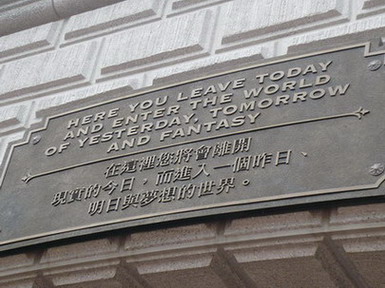 HERE YOU LEAVE TODAY
AND ENTER THE WORLD
OF YESTERDAY, TOMORROW
AND FANTASY
在這裡您將會離開
現實的今日，而進入一個昨日、
明日與夢想的世界。